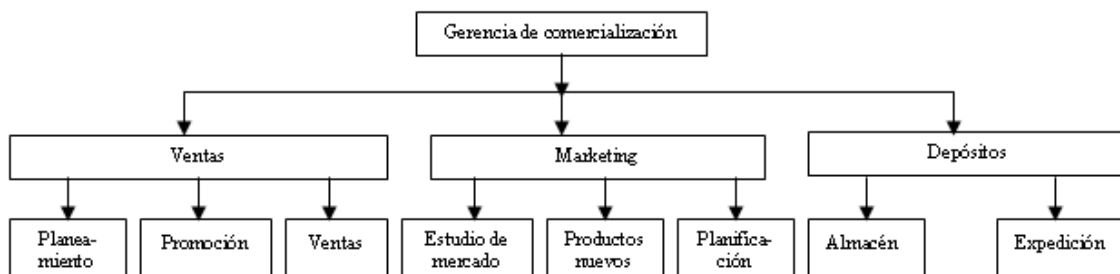 Gerencia de comercialización
Ventas
Marketing
Depósitos
Planea-
miento
Promoción
Ventas
Estudio de
mercado
Productos
nuevos
Planifica-
ción
Almacén
Expedición